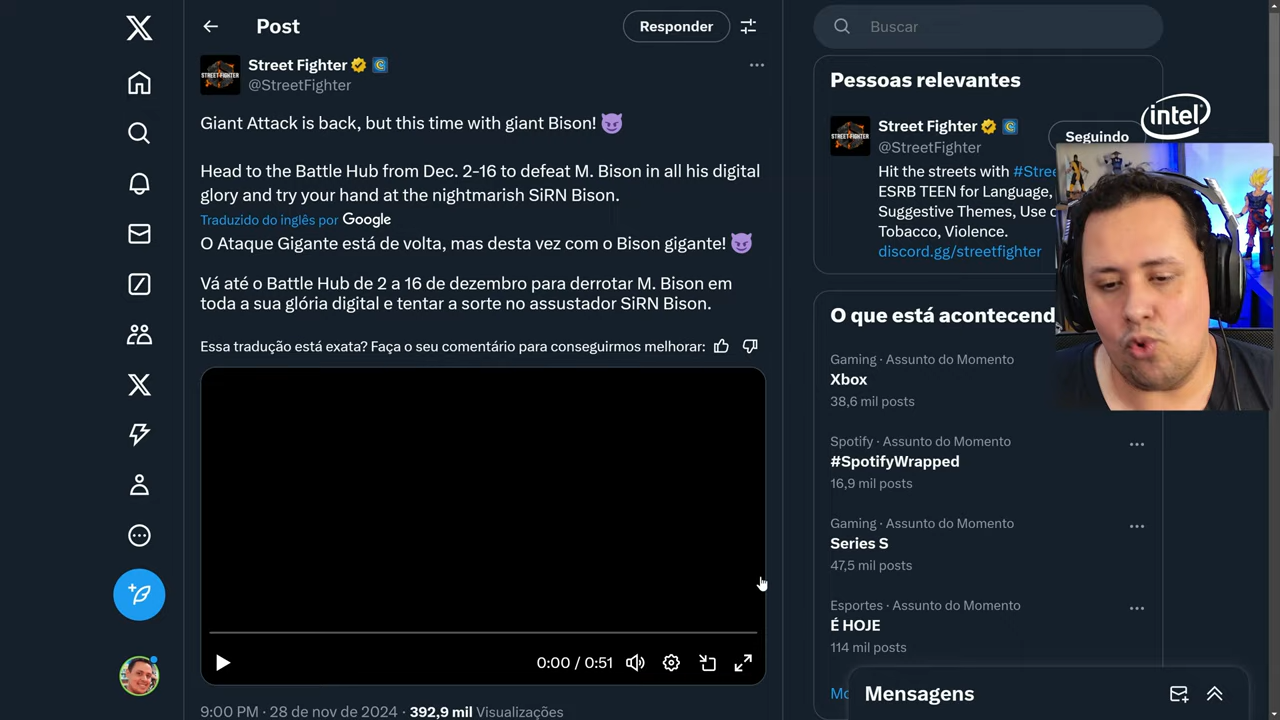 Post
Responder
Street Fighter
@StreetFighter
Giant Attack is back, but this time with giant Bison! 😈
Head to the Battle Hub from Dec. 2-16 to defeat M. Bison in all his digital
glory and try your hand at the nightmarish SiRN Bison.
Traduzido do inglês por Google
O Ataque Gigante está de volta, mas desta vez com o Bison gigante! 😈
Vá até o Battle Hub de 2 a 16 de dezembro para derrotar M. Bison em
toda a sua glória digital e tentar a sorte no assustador SiRN Bison.
Essa tradução está exata? Faça o seu comentário para conseguirmos melhorar:
0:00 / 0:51
9:00 PM · 28 de nov de 2024 · 392,9 mil Visualizações
Buscar
Pessoas relevantes
intel
Street Fighter
@StreetFighter
Seguindo
Hit the streets with #Stree
ESRB TEEN for Language,
Suggestive Themes, Use o
Tobacco, Violence.
discord.gg/streetfighter
O que está acontecend
Gaming · Assunto do Momento
Xbox
38,6 mil posts
Spotify · Assunto do Momento
#SpotifyWrapped
16,9 mil posts
Gaming · Assunto do Momento
Series S
47,5 mil posts
Esportes · Assunto do Momento
É HOJE
114 mil posts
Mo
Mensagens